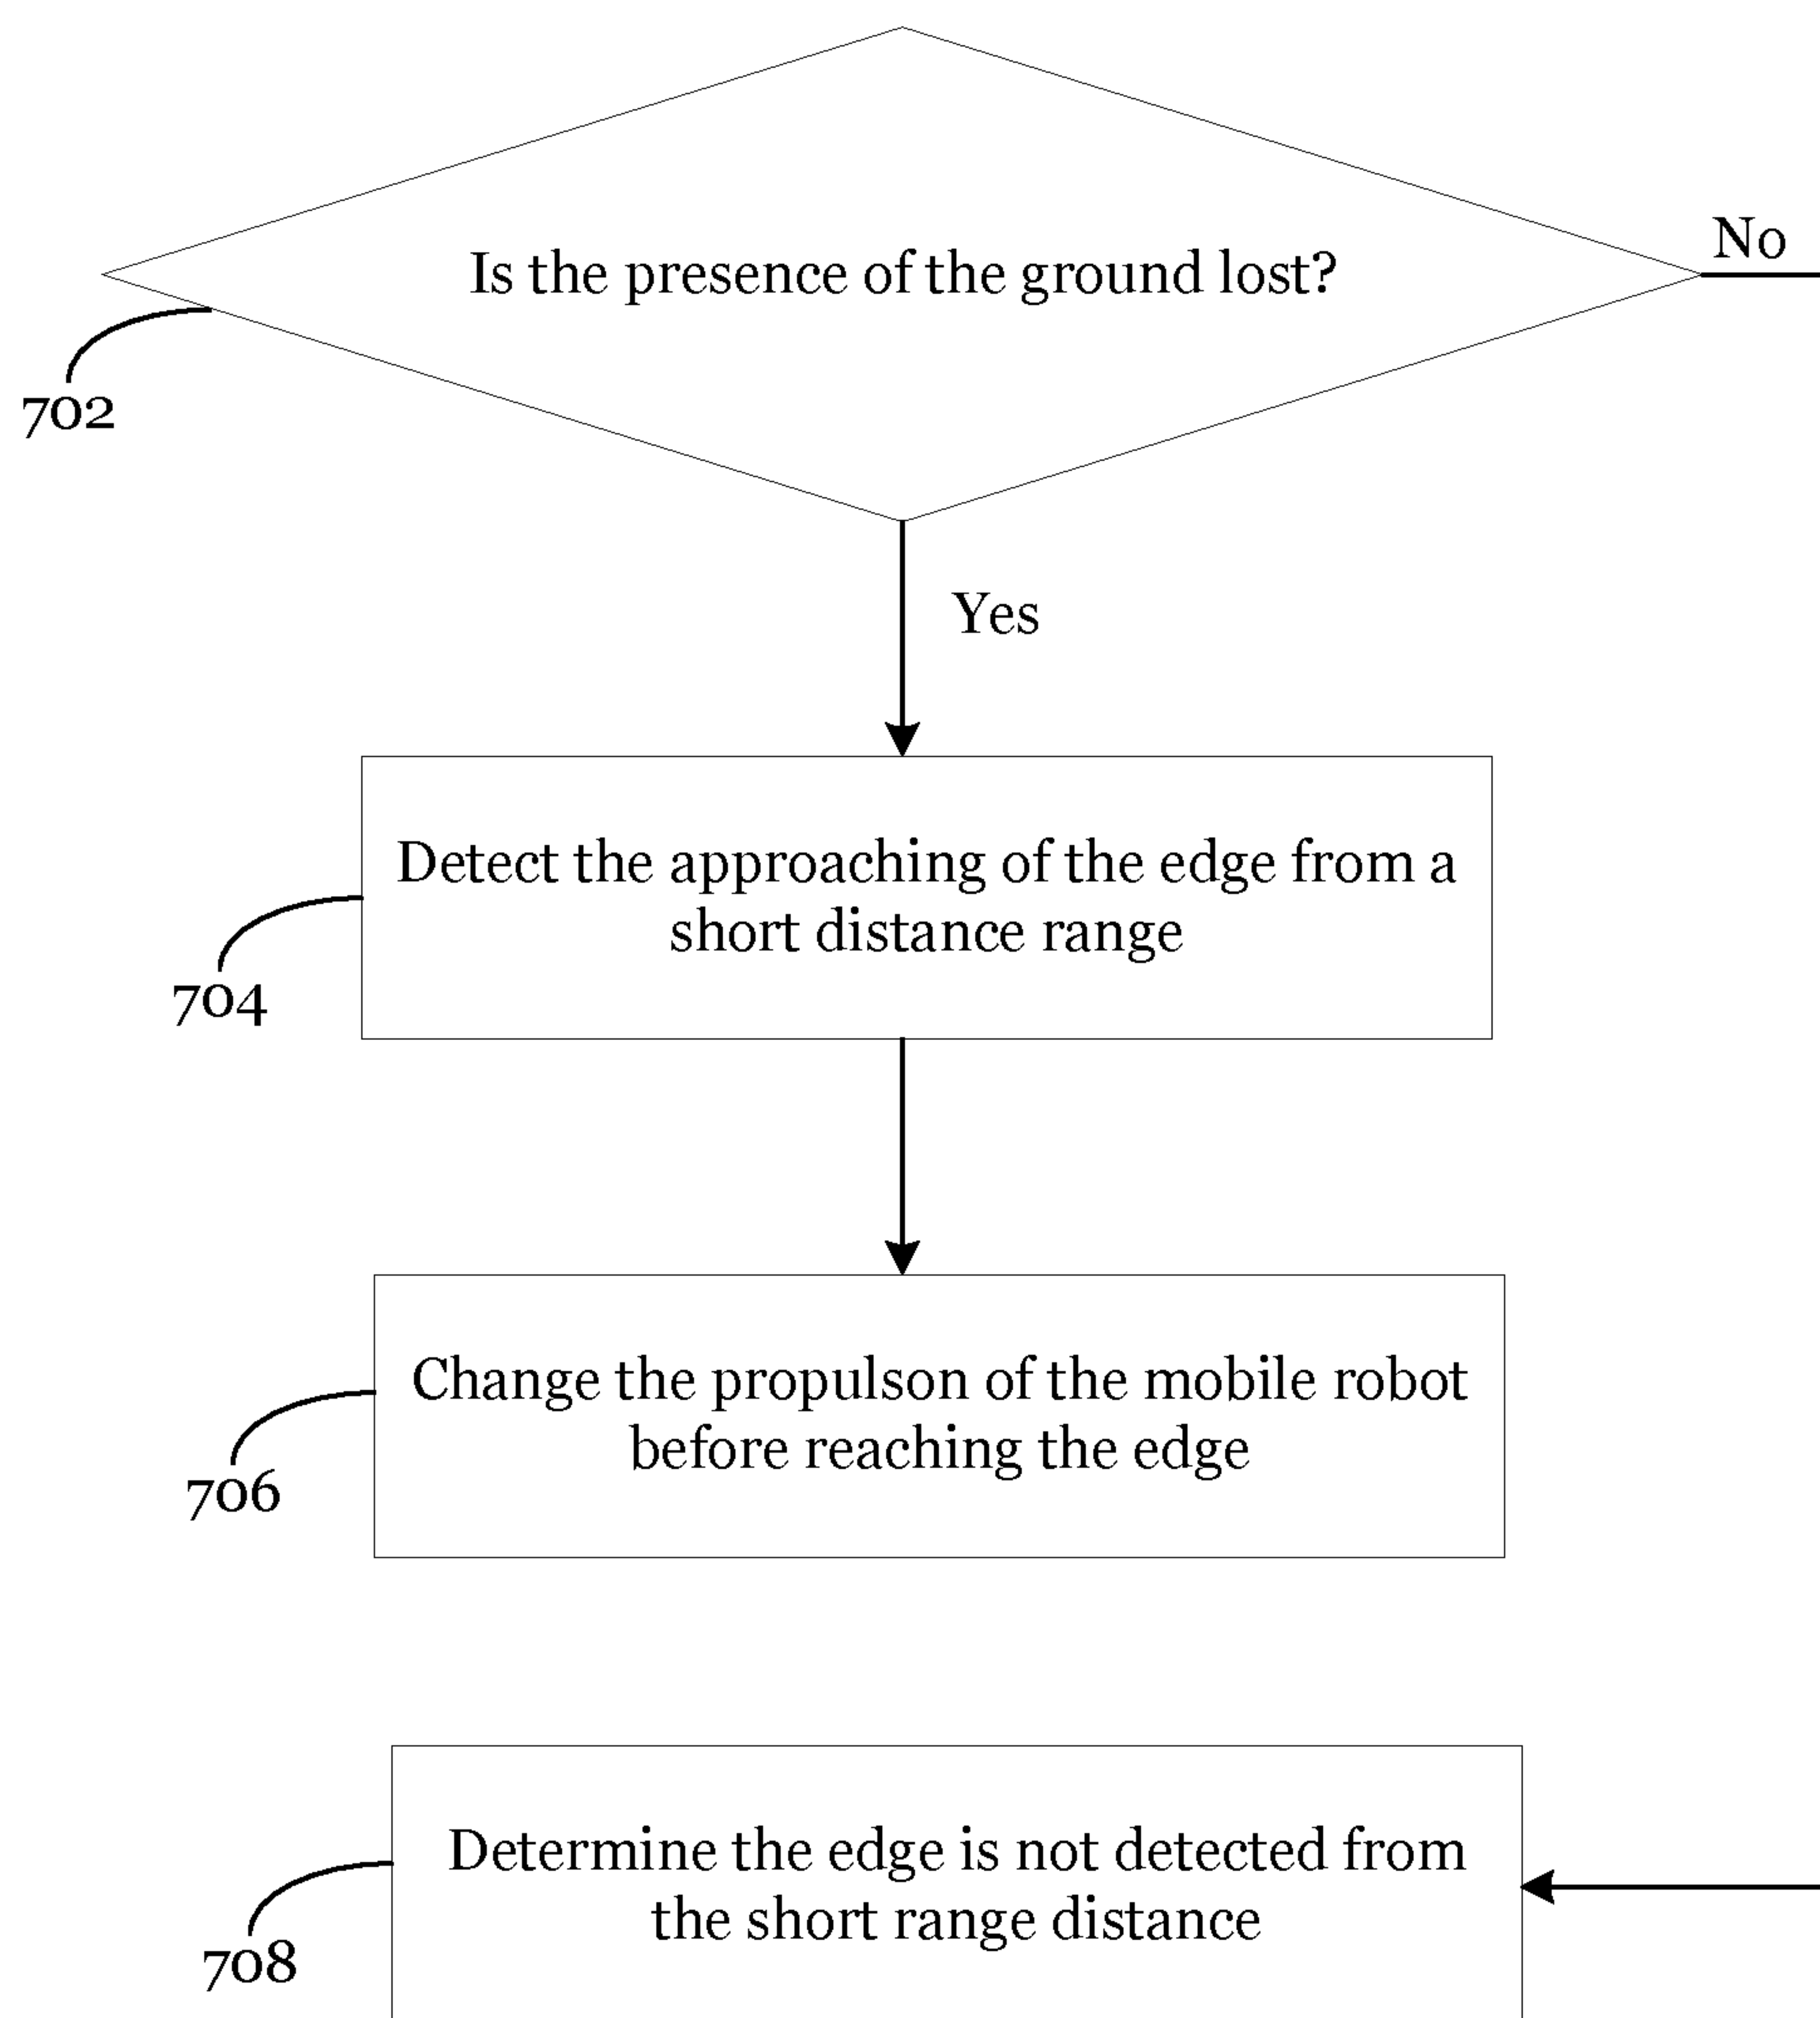 Is the presence of the ground lost?
No
702
Yes
Detect the approaching of the edge from a
short distance range
704
Change the propulson of the mobile robot
before reaching the edge
706
Determine the edge is not detected from
the short range distance
708